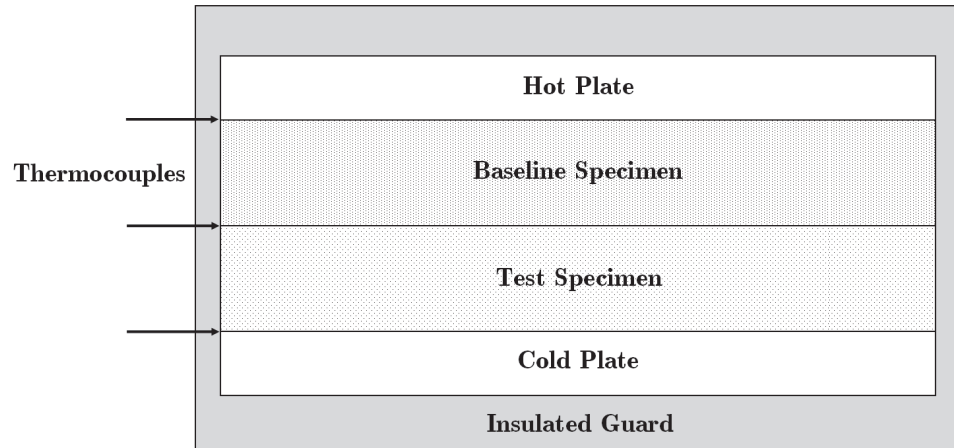 Hot Plate
Thermocouples
Baseline Specimen
Test Specimen
Cold Plate
Insulated Guard